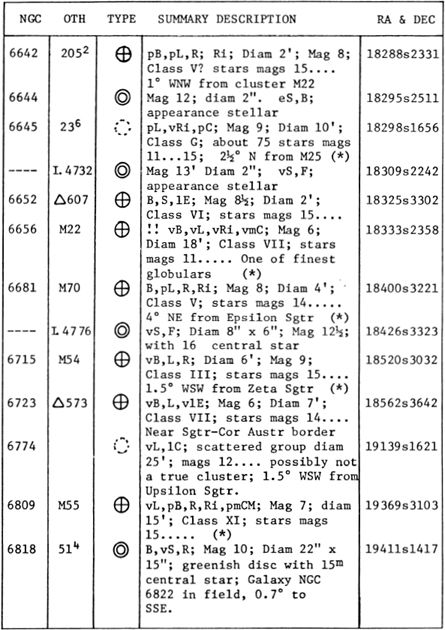 NGC OTH TYPE SUMMARY DESCRIPTION RA & DEC
6642 205² ⊕ pB,pL,R; Ri; Diam 2'; Mag 8; 18288s2331
Class V? stars mags 15....
1° WNW from cluster M22
6644 ◎ Mag 12; diam 2". eS,B; 18295s2511
appearance stellar
6645 23⁶ pL,vRi,pC; Mag 9; Diam 10'; 18298s1656
Class G; about 75 stars mags
11...15; 2½° N from M25 (*)
---- L4732 ◎ Mag 13' Diam 2"; vS,F; 18309s2242
appearance stellar
6652 △607 ⊕ B,S,lE; Mag 8½; Diam 2'; 18325s3302
Class VI; stars mags 15....
6656 M22 ⊕ !! vB,vL,vRi,vmC; Mag 6; 18333s2358
Diam 18'; Class VII; stars
mags 11..... One of finest
globulars (*)
6681 M70 ⊕ B,pL,R,Ri; Mag 8; Diam 4'; 18400s3221
Class V; stars mags 14.....
4° NE from Epsilon Sgtr (*)
---- L4776 ◎ vS,F; Diam 8" x 6"; Mag 12½; 18426s3323
with 16 central star
6715 M54 ⊕ vB,L,R; Diam 6'; Mag 9; 18520s3032
Class III; stars mags 15....
1.5° WSW from Zeta Sgtr (*)
6723 △573 ⊕ vB,L,vlE; Mag 6; Diam 7'; 18562s3642
Class VII; stars mags 14....
Near Sgtr-Cor Austr border
6774 vL,lC; scattered group diam 19139s1621
25'; mags 12.... possibly not
a true cluster; 1.5° WSW from
Upsilon Sgtr.
6809 M55 ⊕ vL,pB,R,Ri,pmCM; Mag 7; diam 19369s3103
15'; Class XI; stars mags
15..... (*)
6818 51⁴ ◎ B,vS,R; Mag 10; Diam 22" x 19411s1417
15"; greenish disc with 15ᵐ
central star; Galaxy NGC
6822 in field, 0.7° to
SSE.